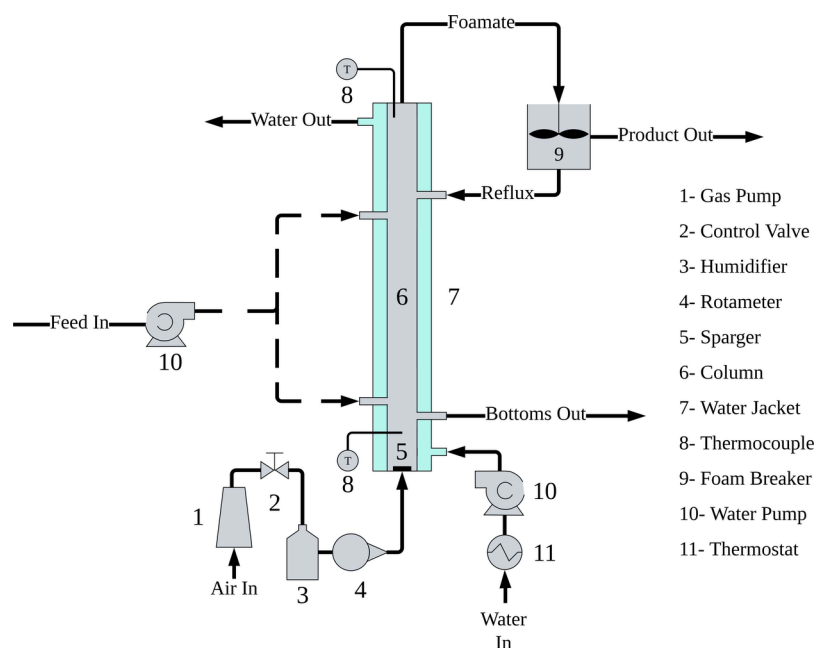 Foamate
T
8
Water Out
Product Out
9
Reflux
1- Gas Pump
2- Control Valve
3- Humidifier
4- Rotameter
5- Sparger
6- Column
7- Water Jacket
8- Thermocouple
9- Foam Breaker
10- Water Pump
11- Thermostat
6
7
Feed In
10
Bottoms Out
T
8
5
1
2
3
4
Air In
10
11
Water
In